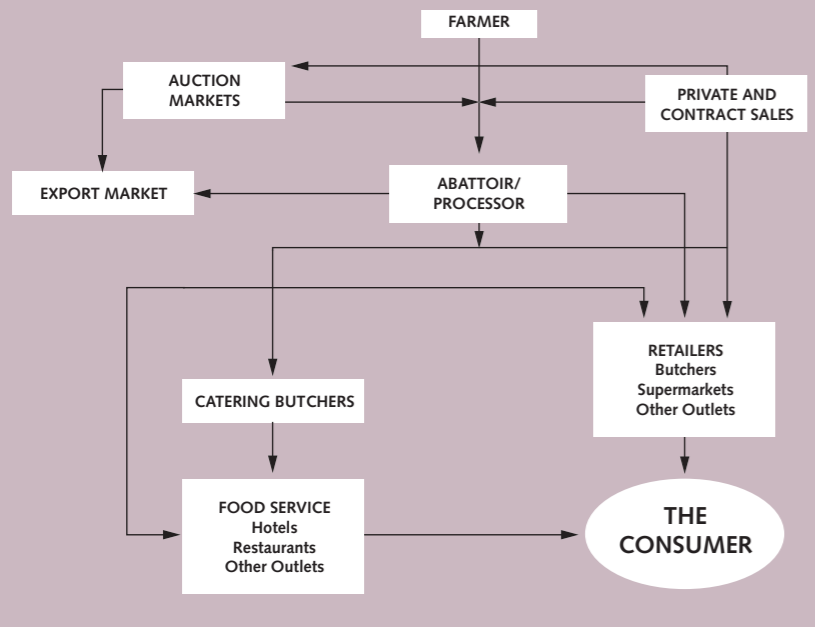 FARMER
AUCTION
MARKETS
PRIVATE AND
CONTRACT SALES
EXPORT MARKET
ABATTOIR/
PROCESSOR
RETAILERS
Butchers
Supermarkets
Other Outlets
CATERING BUTCHERS
FOOD SERVICE
Hotels
Restaurants
Other Outlets
THE
CONSUMER